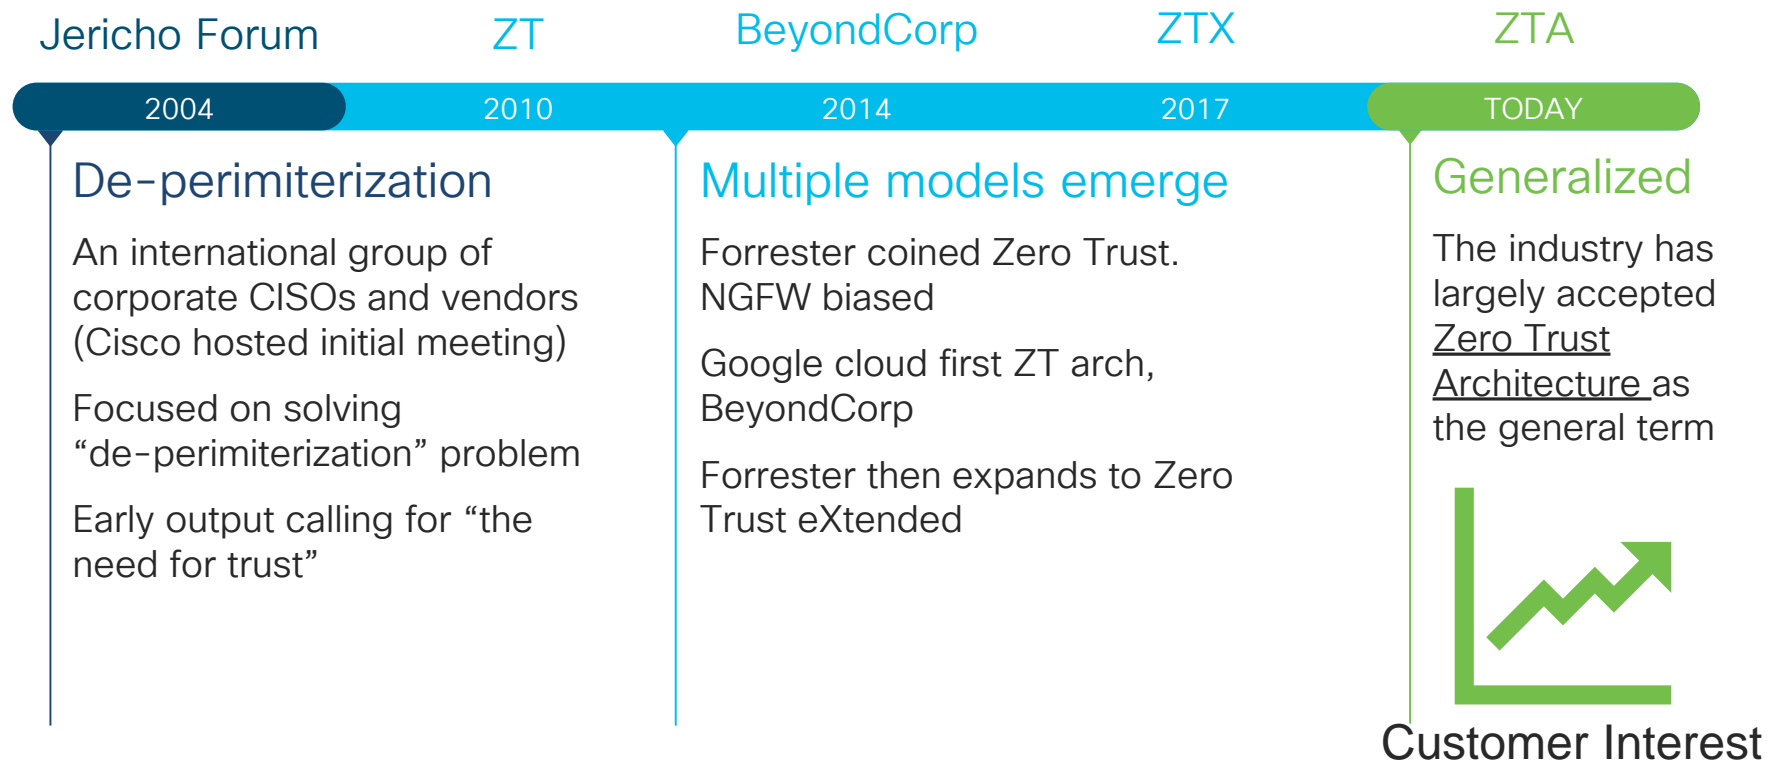 Jericho Forum
ZT
BeyondCorp
ZTX
ZTA
2004
2010
2014
2017
TODAY
De-perimiterization
An international group of
corporate CISOs and vendors
(Cisco hosted initial meeting)
Focused on solving
“de-perimiterization” problem
Early output calling for “the
need for trust”
Multiple models emerge
Forrester coined Zero Trust.
NGFW biased
Google cloud first ZT arch,
BeyondCorp
Forrester then expands to Zero
Trust eXtended
Generalized
The industry has
largely accepted
Zero Trust
Architecture as
the general term
Customer Interest